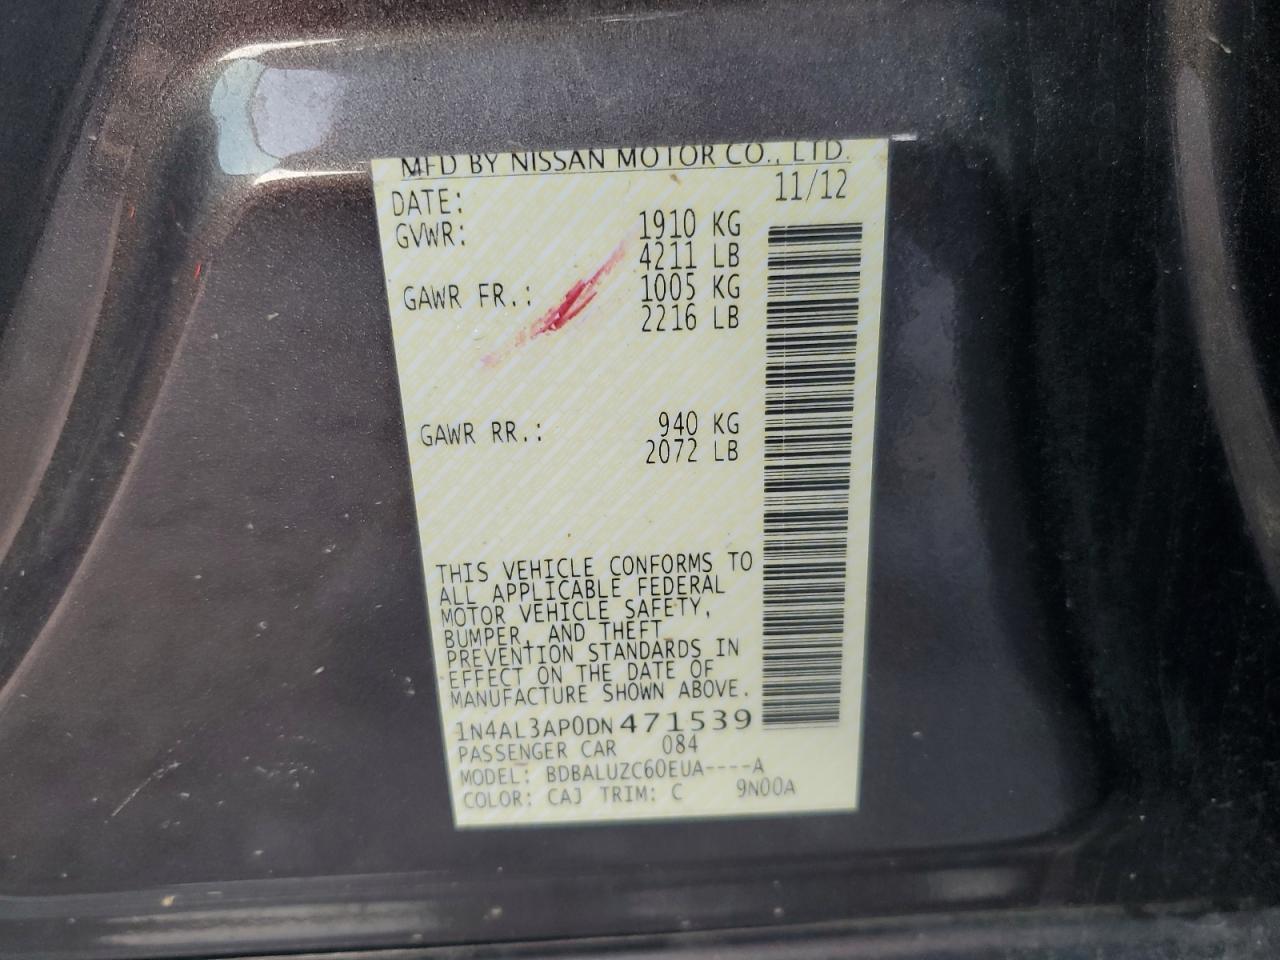 MFD BY NISSAN MOTOR CO., LTD.
DATE: 11/12
GVWR: 1910 KG
4211 LB
GAWR FR.: 1005 KG
2216 LB
GAWR RR.: 940 KG
2072 LB
THIS VEHICLE CONFORMS TO
ALL APPLICABLE FEDERAL
MOTOR VEHICLE SAFETY,
BUMPER, AND THEFT
PREVENTION STANDARDS IN
EFFECT ON THE DATE OF
MANUFACTURE SHOWN ABOVE.
1N4AL3AP0DN471539
PASSENGER CAR 084
MODEL: BDBALUZC60EUA----A
COLOR: CAJ TRIM: C 9N00A